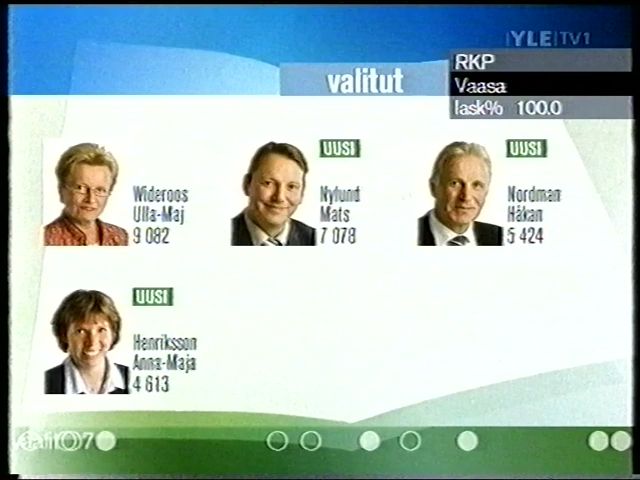 YLE TV1
valitut
RKP
Vaasa
lask% 100.0
Wideroos
Ulla-Maj
9 082
UUSI
Nylund
Mats
7 078
UUSI
Nordman
Håkan
5 424
UUSI
Henriksson
Anna-Maja
4 613